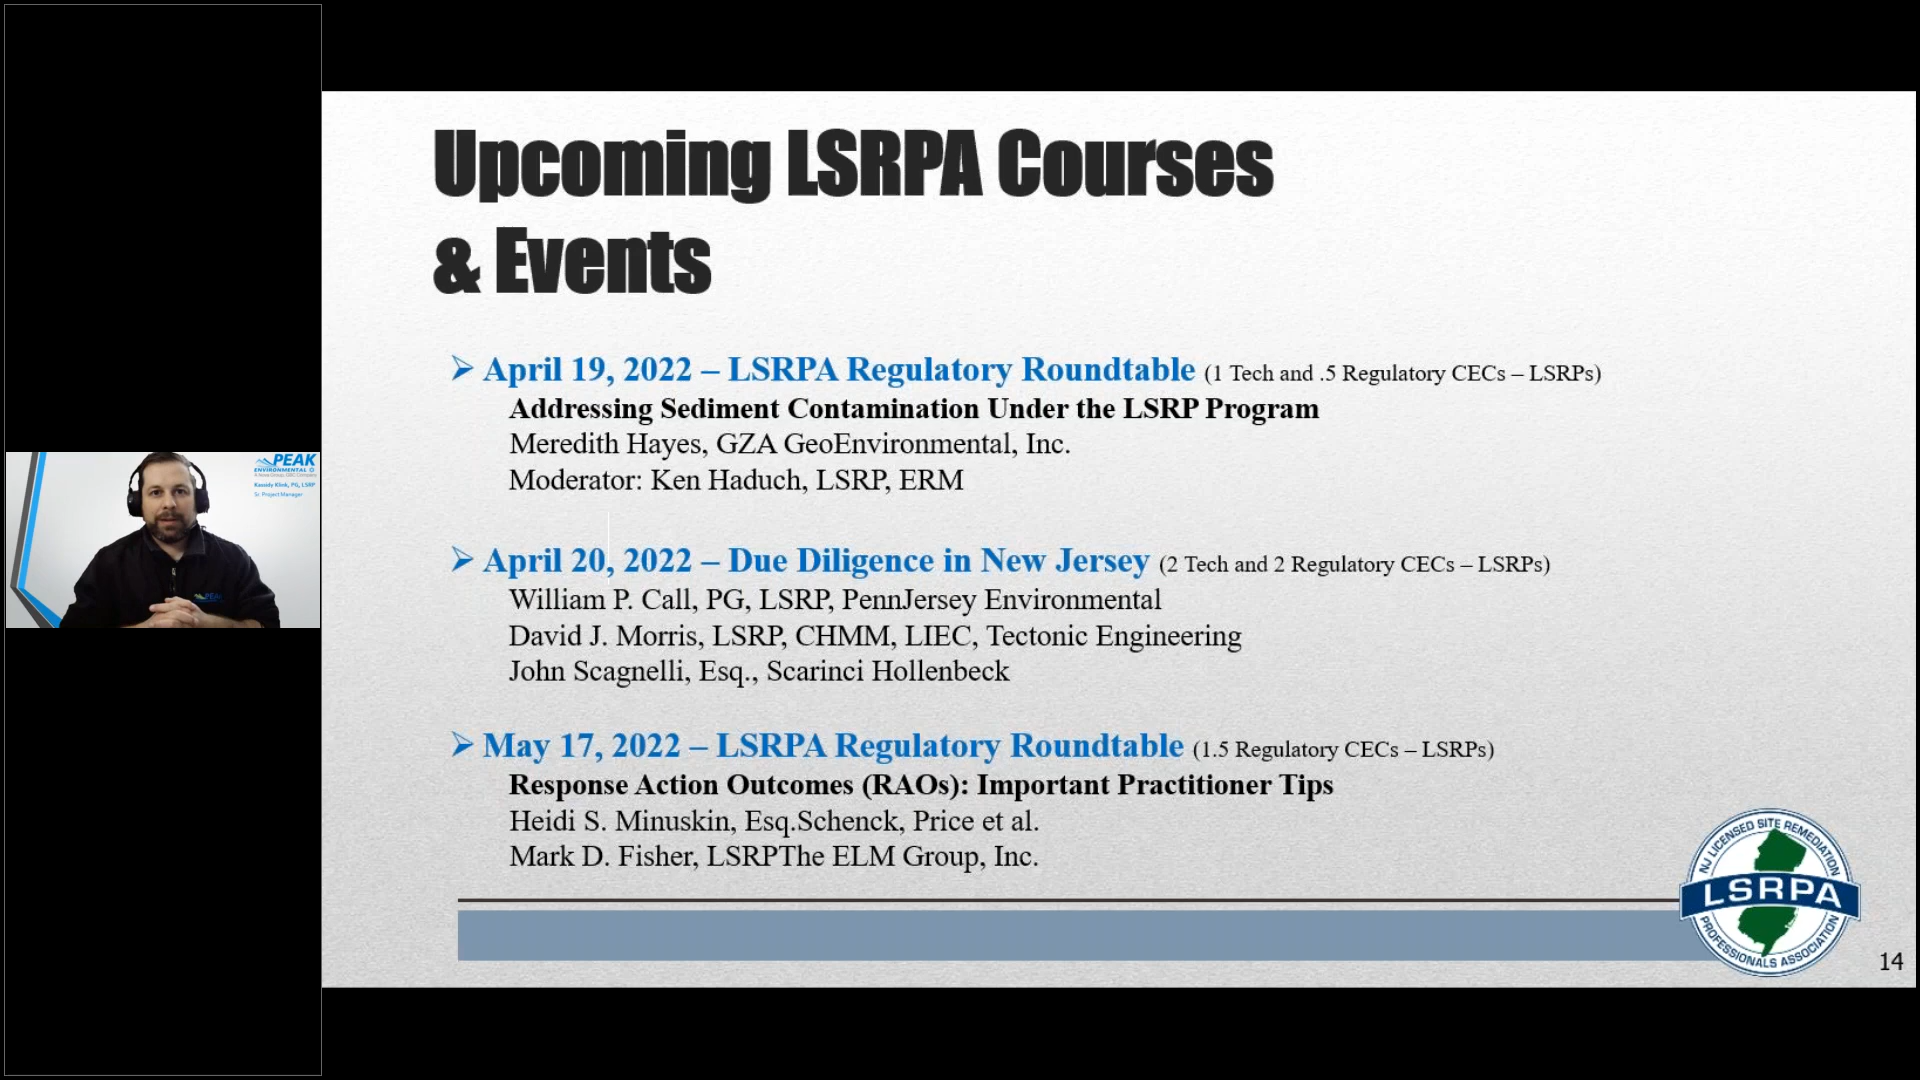 PEAK
ENVIRONMENTAL
Kassidy Klink, PG, LSRP
Sr. Project Manager
PEAK
Upcoming LSRPA Courses
& Events
➢ April 19, 2022 – LSRPA Regulatory Roundtable (1 Tech and .5 Regulatory CECs – LSRPs)
Addressing Sediment Contamination Under the LSRP Program
Meredith Hayes, GZA GeoEnvironmental, Inc.
Moderator: Ken Haduch, LSRP, ERM
➢ April 20, 2022 – Due Diligence in New Jersey (2 Tech and 2 Regulatory CECs – LSRPs)
William P. Call, PG, LSRP, PennJersey Environmental
David J. Morris, LSRP, CHMM, LIEC, Tectonic Engineering
John Scagnelli, Esq., Scarinci Hollenbeck
➢ May 17, 2022 – LSRPA Regulatory Roundtable (1.5 Regulatory CECs – LSRPs)
Response Action Outcomes (RAOs): Important Practitioner Tips
Heidi S. Minuskin, Esq.Schenck, Price et al.
Mark D. Fisher, LSRPThe ELM Group, Inc.
NJ LICENSED SITE REMEDIATION
LSRPA
PROFESSIONALS ASSOCIATION
14